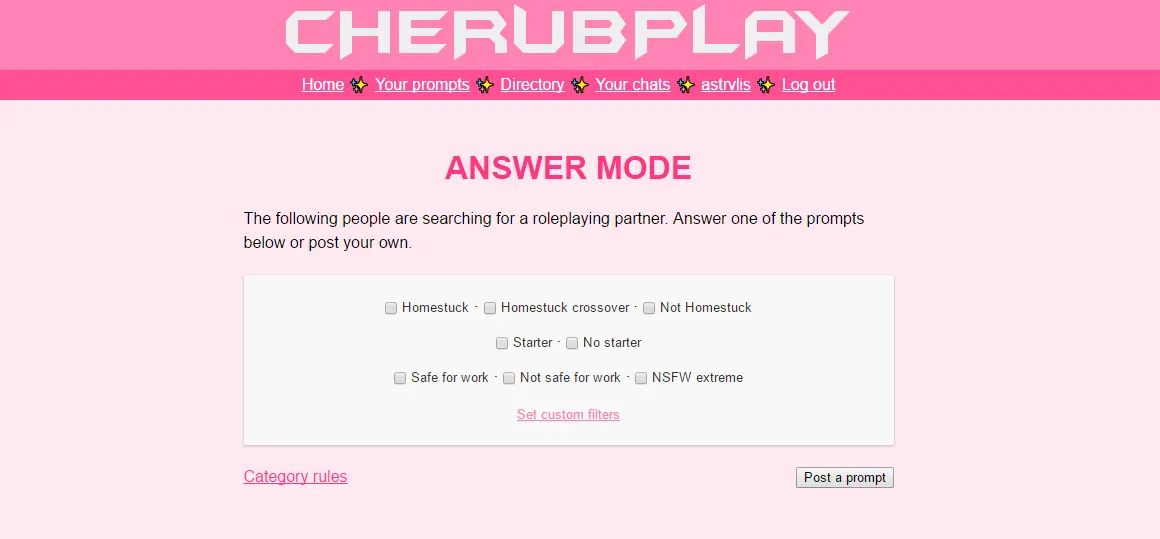 CHERUBPLAY
Home ✨ Your prompts ✨ Directory ✨ Your chats ✨ astrvlis ✨ Log out
ANSWER MODE
The following people are searching for a roleplaying partner. Answer one of the prompts
below or post your own.
Homestuck · Homestuck crossover · Not Homestuck
Starter · No starter
Safe for work · Not safe for work · NSFW extreme
Set custom filters
Category rules
Post a prompt